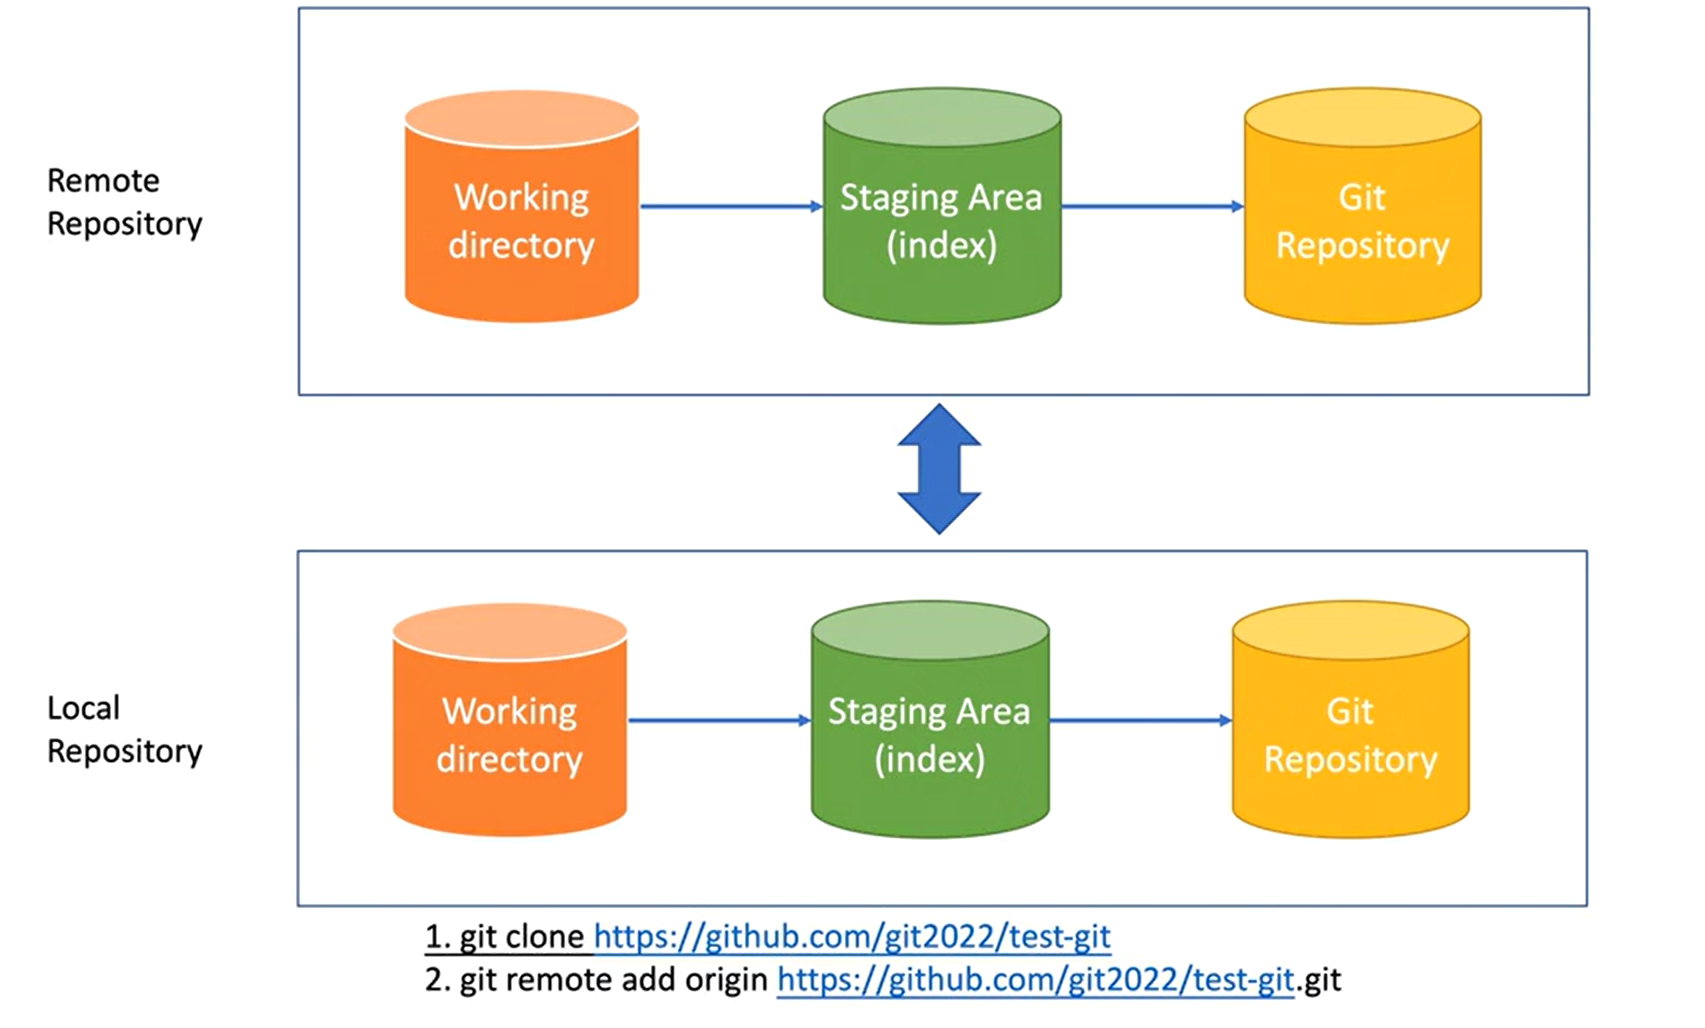 Remote
Repository
Working
directory
Staging Area
(index)
Git
Repository
Local
Repository
Working
directory
Staging Area
(index)
Git
Repository
1. git clone https://github.com/git2022/test-git
2. git remote add origin https://github.com/git2022/test-git.git